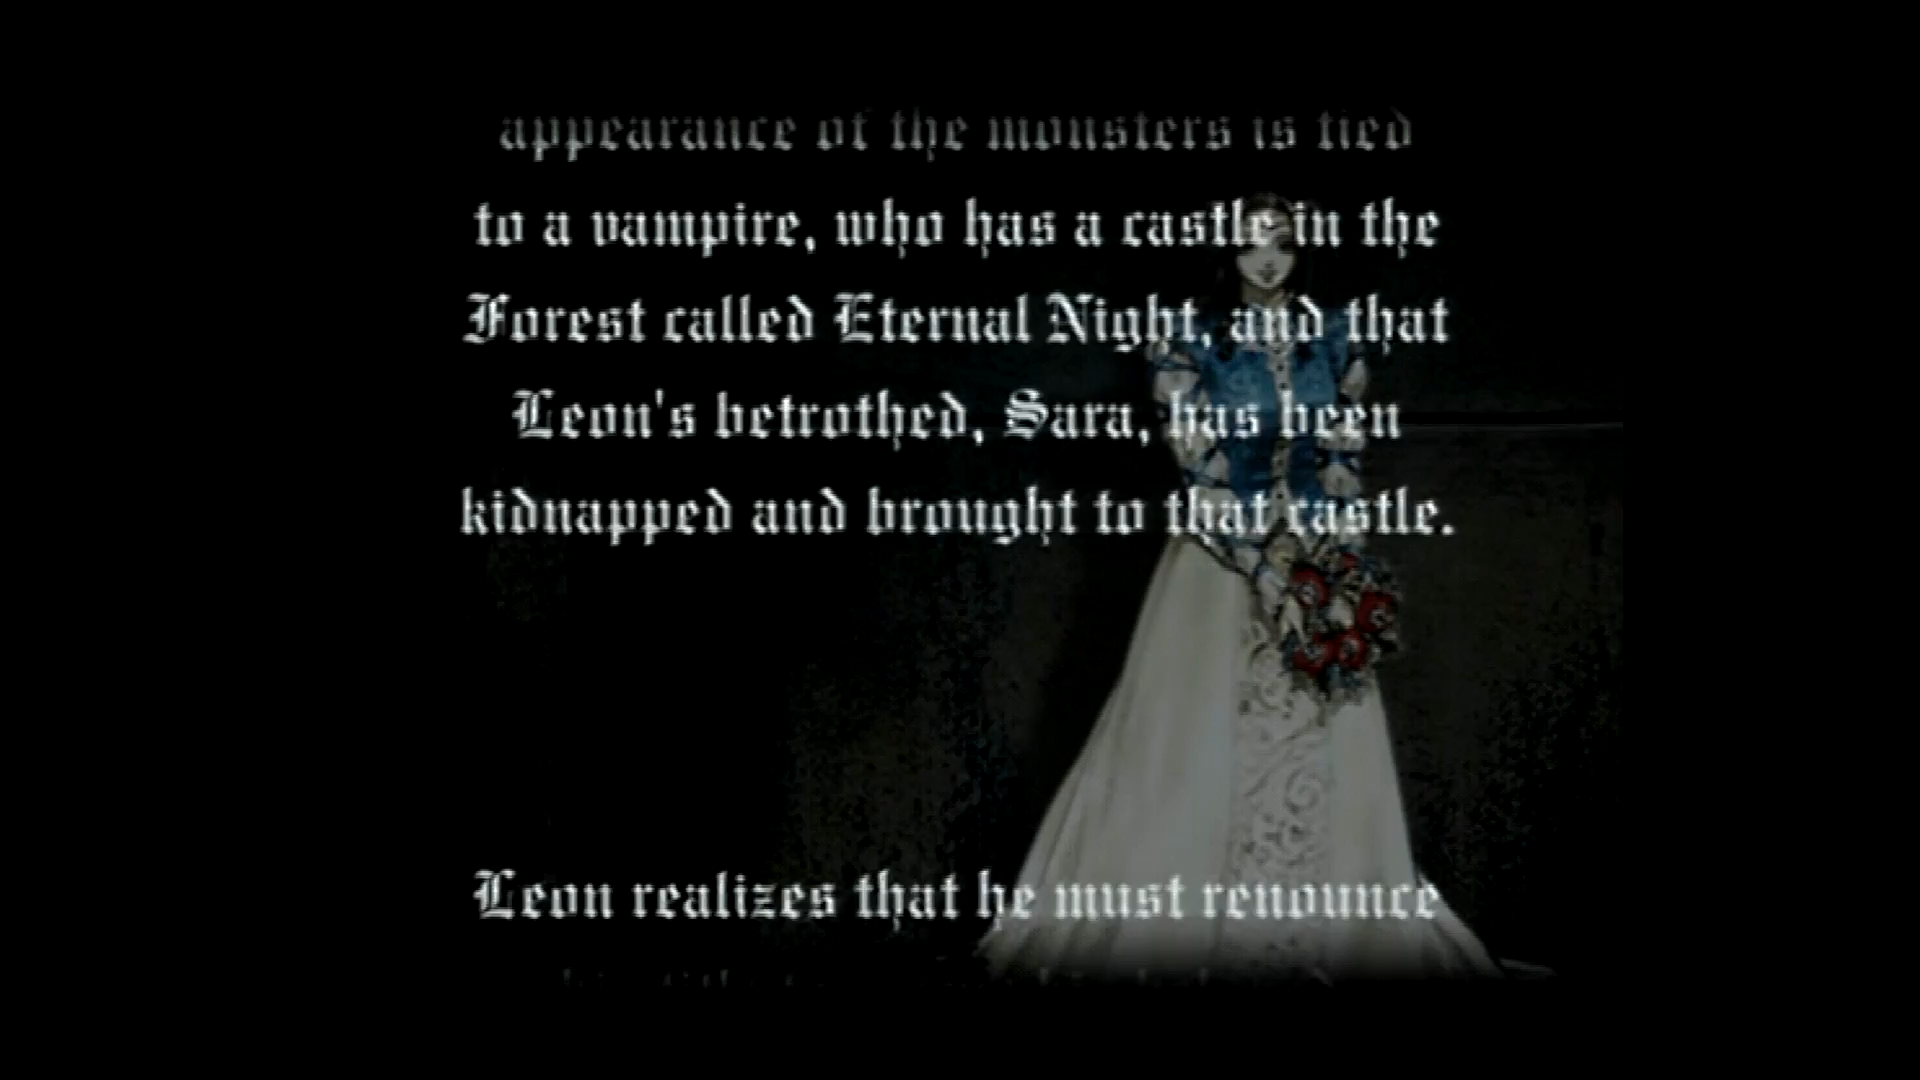 appearance of the monsters is tied
to a vampire, who has a castle in the
Forest called Eternal Night, and that
Leon's betrothed, Sara, has been
kidnapped and brought to that castle.
Leon realizes that he must renounce